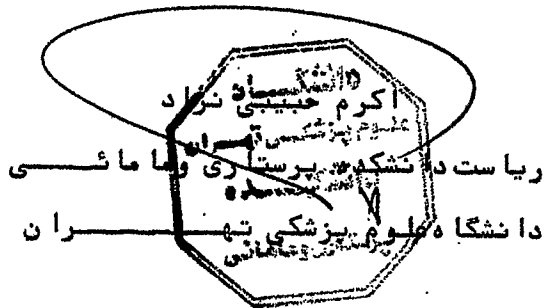 اکرم حبیبی نژاد
ریاست دانشکده پرستاری و مامائی
دانشگاه علوم پزشکی تهران